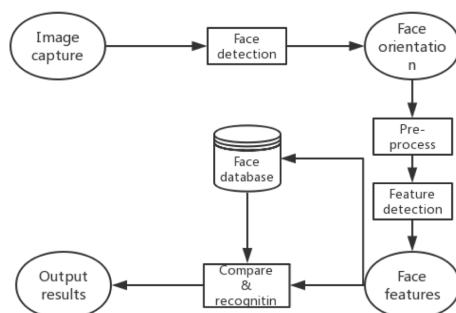 Image
capture
Face
detection
Face
orientatio
n
Pre-
process
Face
database
Feature
detection
Output
results
Compare
&
recognitin
Face
features